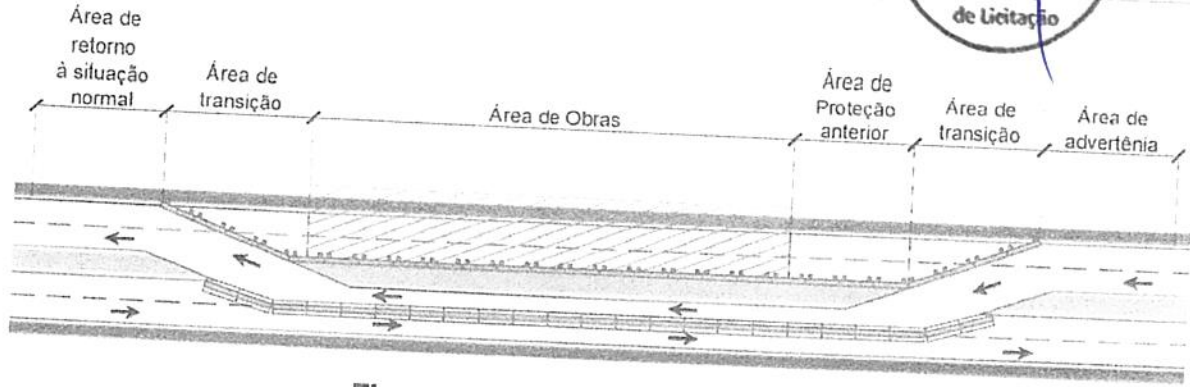 de Licitação
Área de
retorno
à situação
normal
Área de
transição
Área de Obras
Área de
Proteção
anterior
Área de
transição
Área de
advertênia